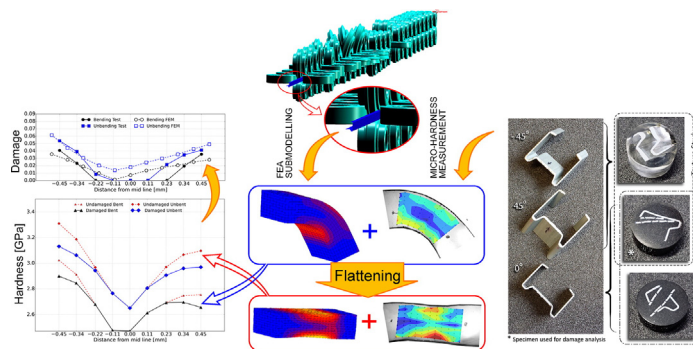 Damage
0.09
0.08
0.07
0.06
0.05
0.04
0.03
0.02
0.01
0.00
Bending Test
Bending FEM
Unbending Test
Unbending FEM
−0.45 −0.34 −0.22 −0.11 0.00 0.11 0.22 0.34 0.45
Distance from mid line [mm]
Hardness [GPa]
3.4
3.2
3.0
2.8
2.6
Undamaged Bent
Undamaged Unbent
Damaged Bent
Damaged Unbent
−0.45 −0.34 −0.22 −0.11 0.00 0.11 0.22 0.34 0.45
Distance from mid line [mm]
FEA
SUBMODELLING
MICRO-HARDNESS
MEASUREMENT
+
Flattening
+
45°
0°
* Specimen used for damage analysis